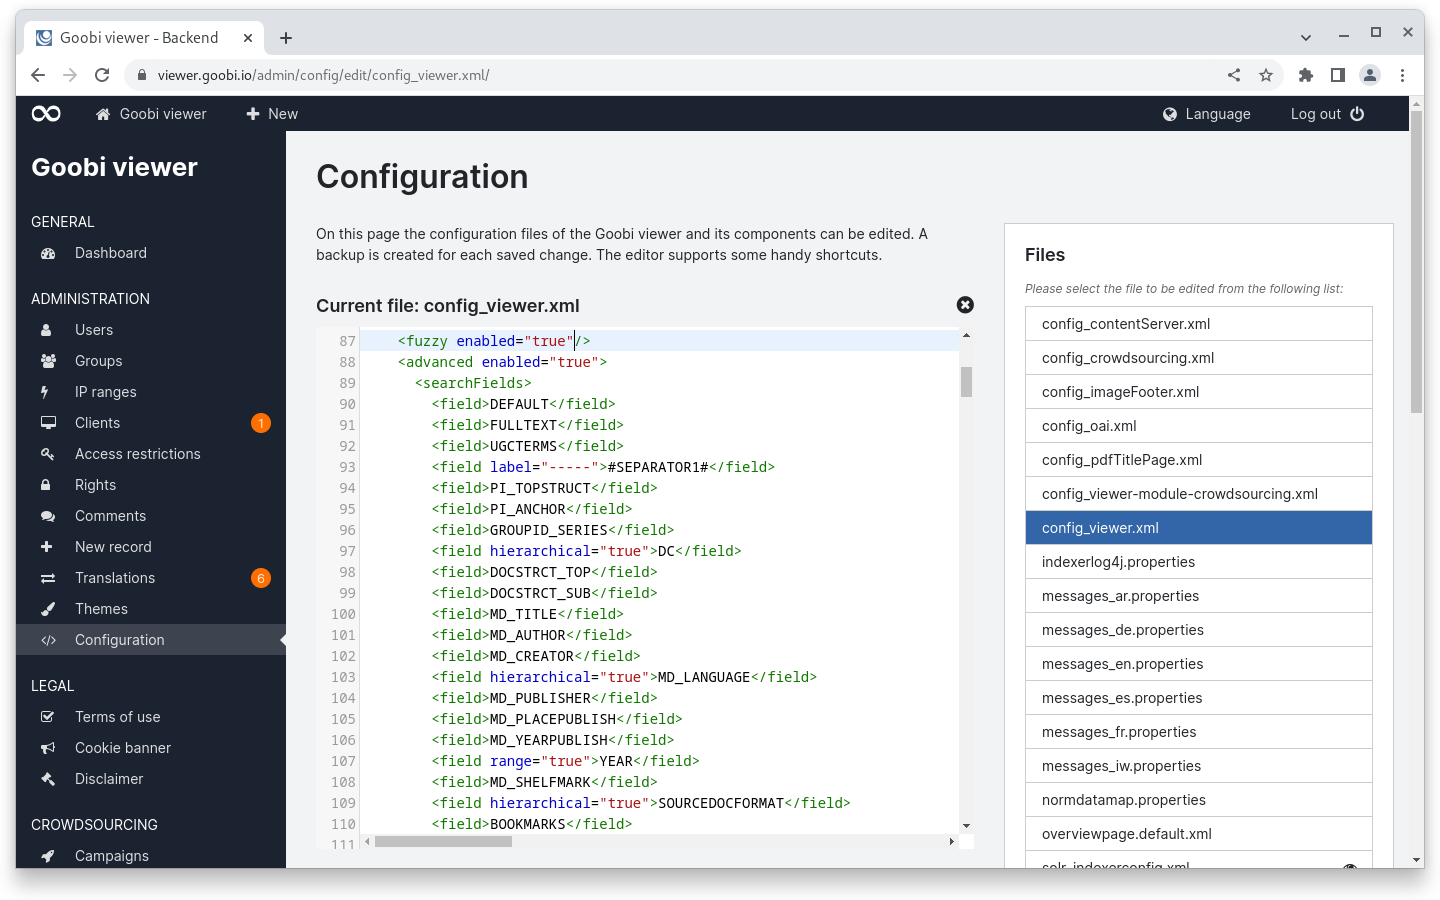 Goobi viewer - Backend
viewer.goobi.io/admin/config/edit/config_viewer.xml/
Goobi viewer
New
Language
Log out
Goobi viewer
GENERAL
Dashboard
ADMINISTRATION
Users
Groups
IP ranges
Clients 1
Access restrictions
Rights
Comments
New record
Translations 6
Themes
Configuration
LEGAL
Terms of use
Cookie banner
Disclaimer
CROWDSOURCING
Campaigns
Configuration
On this page the configuration files of the Goobi viewer and its components can be edited. A
backup is created for each saved change. The editor supports some handy shortcuts.
Current file: config_viewer.xml
87 <fuzzy enabled="true"/>
88 <advanced enabled="true">
89 <searchFields>
90 <field>DEFAULT</field>
91 <field>FULLTEXT</field>
92 <field>UGCTERMS</field>
93 <field label="-----">#SEPARATOR1#</field>
94 <field>PI_TOPSTRUCT</field>
95 <field>PI_ANCHOR</field>
96 <field>GROUPID_SERIES</field>
97 <field hierarchical="true">DC</field>
98 <field>DOCSTRCT_TOP</field>
99 <field>DOCSTRCT_SUB</field>
100 <field>MD_TITLE</field>
101 <field>MD_AUTHOR</field>
102 <field>MD_CREATOR</field>
103 <field hierarchical="true">MD_LANGUAGE</field>
104 <field>MD_PUBLISHER</field>
105 <field>MD_PLACEPUBLISH</field>
106 <field>MD_YEARPUBLISH</field>
107 <field range="true">YEAR</field>
108 <field>MD_SHELFMARK</field>
109 <field hierarchical="true">SOURCEDOCFORMAT</field>
110 <field>BOOKMARKS</field>
111
Files
Please select the file to be edited from the following list:
config_contentServer.xml
config_crowdsourcing.xml
config_imageFooter.xml
config_oai.xml
config_pdfTitlePage.xml
config_viewer-module-crowdsourcing.xml
config_viewer.xml
indexerlog4j.properties
messages_ar.properties
messages_de.properties
messages_en.properties
messages_es.properties
messages_fr.properties
messages_iw.properties
normdatamap.properties
overviewpage.default.xml
solr_indexerconfig.xml